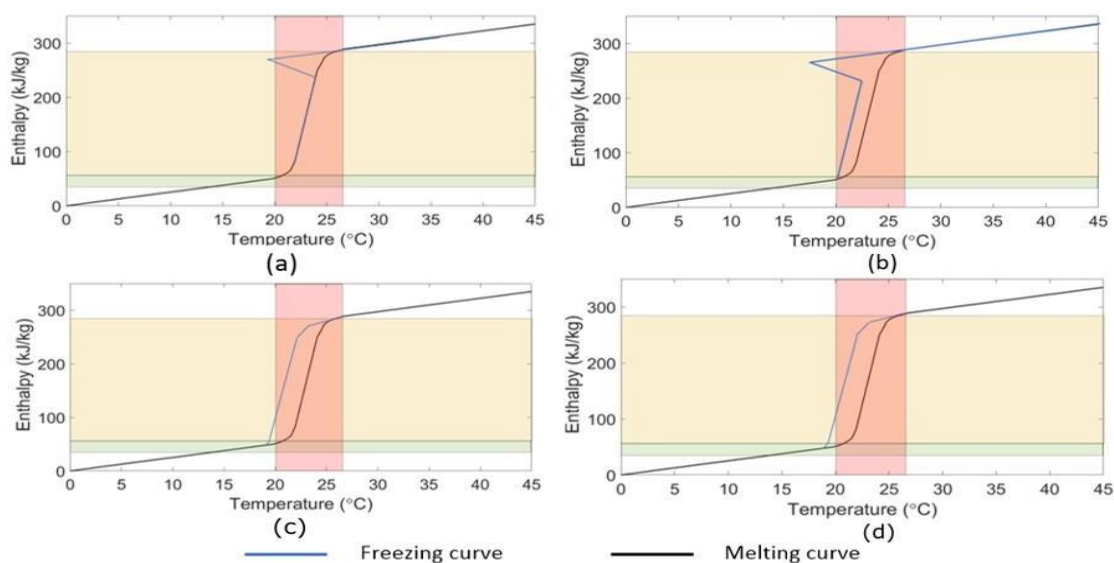 Enthalpy (kJ/kg)
300
200
100
0
0 5 10 15 20 25 30 35 40 45
Temperature (°C)
(a)
Enthalpy (kJ/kg)
300
200
100
0
0 5 10 15 20 25 30 35 40 45
Temperature (°C)
(b)
Enthalpy (kJ/kg)
300
200
100
0
0 5 10 15 20 25 30 35 40 45
Temperature (°C)
(c)
Enthalpy (kJ/kg)
300
200
100
0
0 5 10 15 20 25 30 35 40 45
Temperature (°C)
(d)
Freezing curve Melting curve